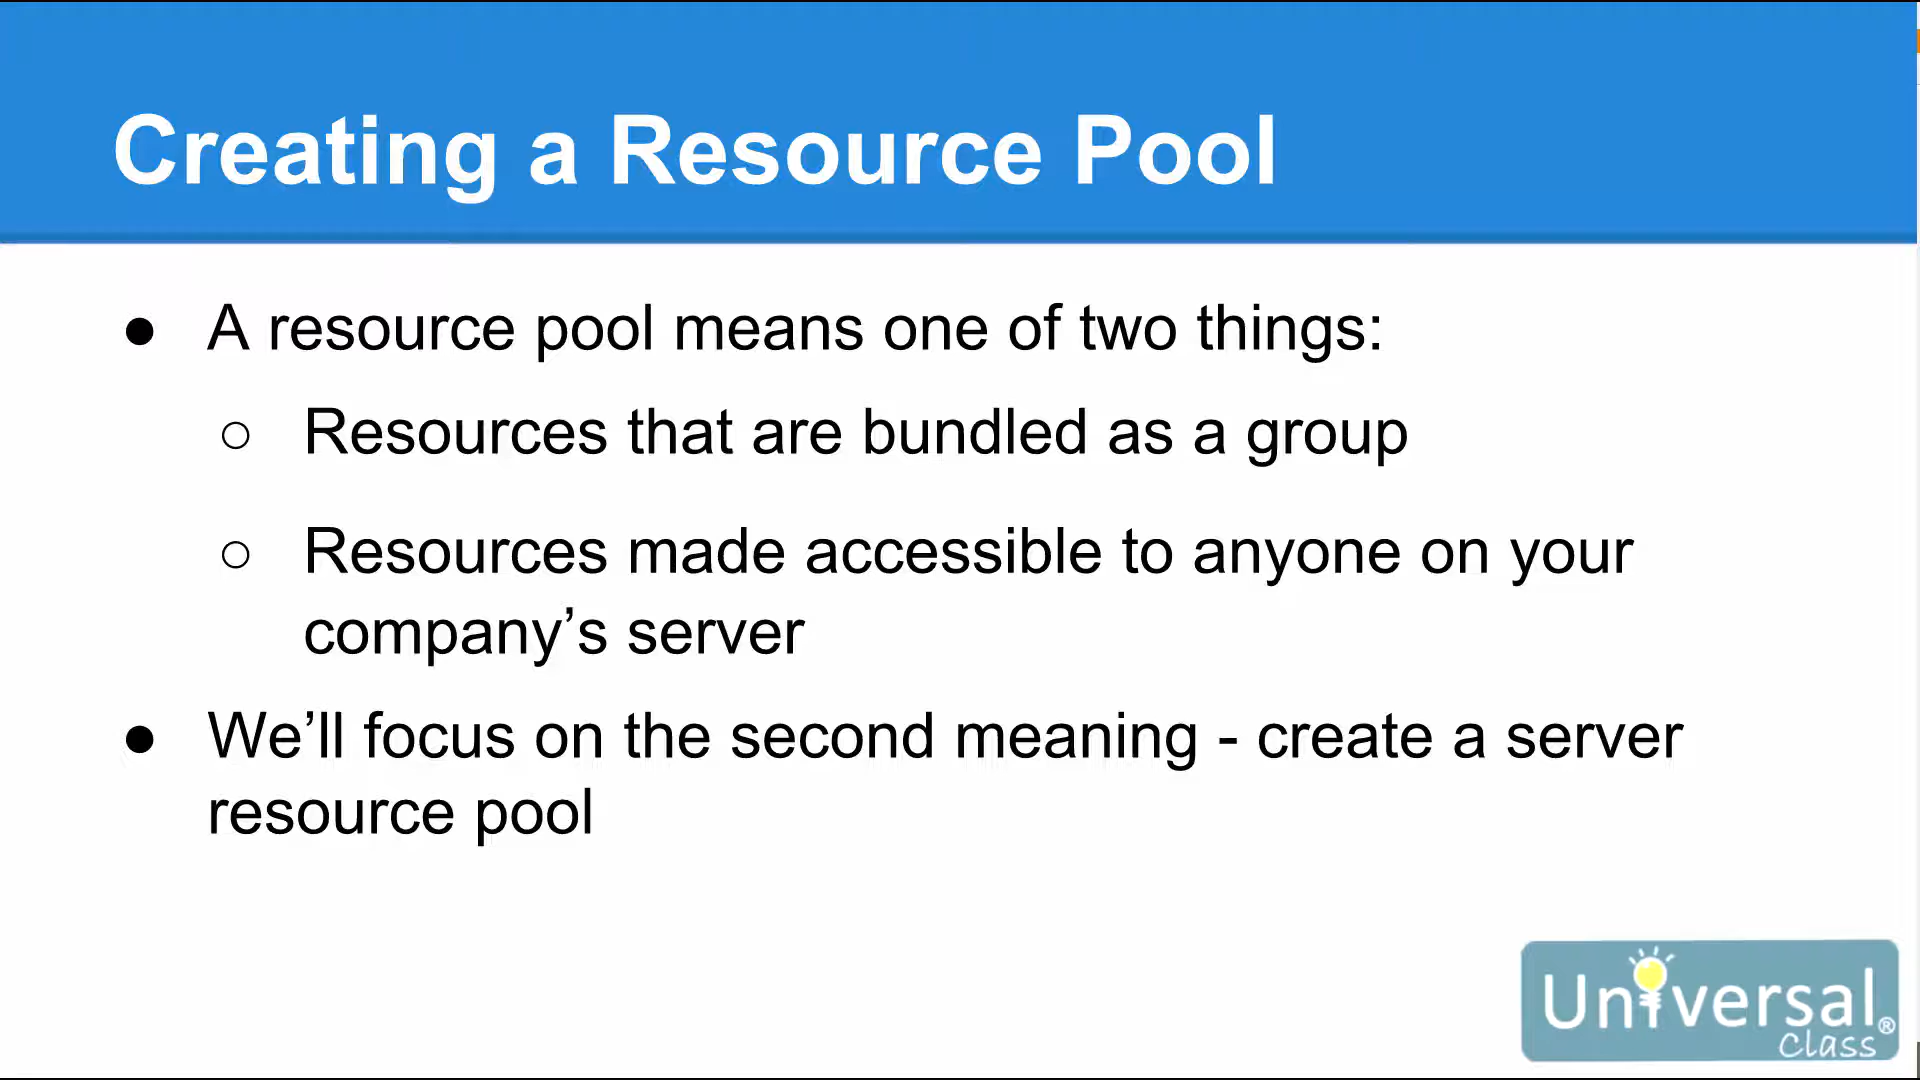 Creating a Resource Pool
● A resource pool means one of two things:
○ Resources that are bundled as a group
○ Resources made accessible to anyone on your
company’s server
● We’ll focus on the second meaning - create a server
resource pool
Universal®
Class